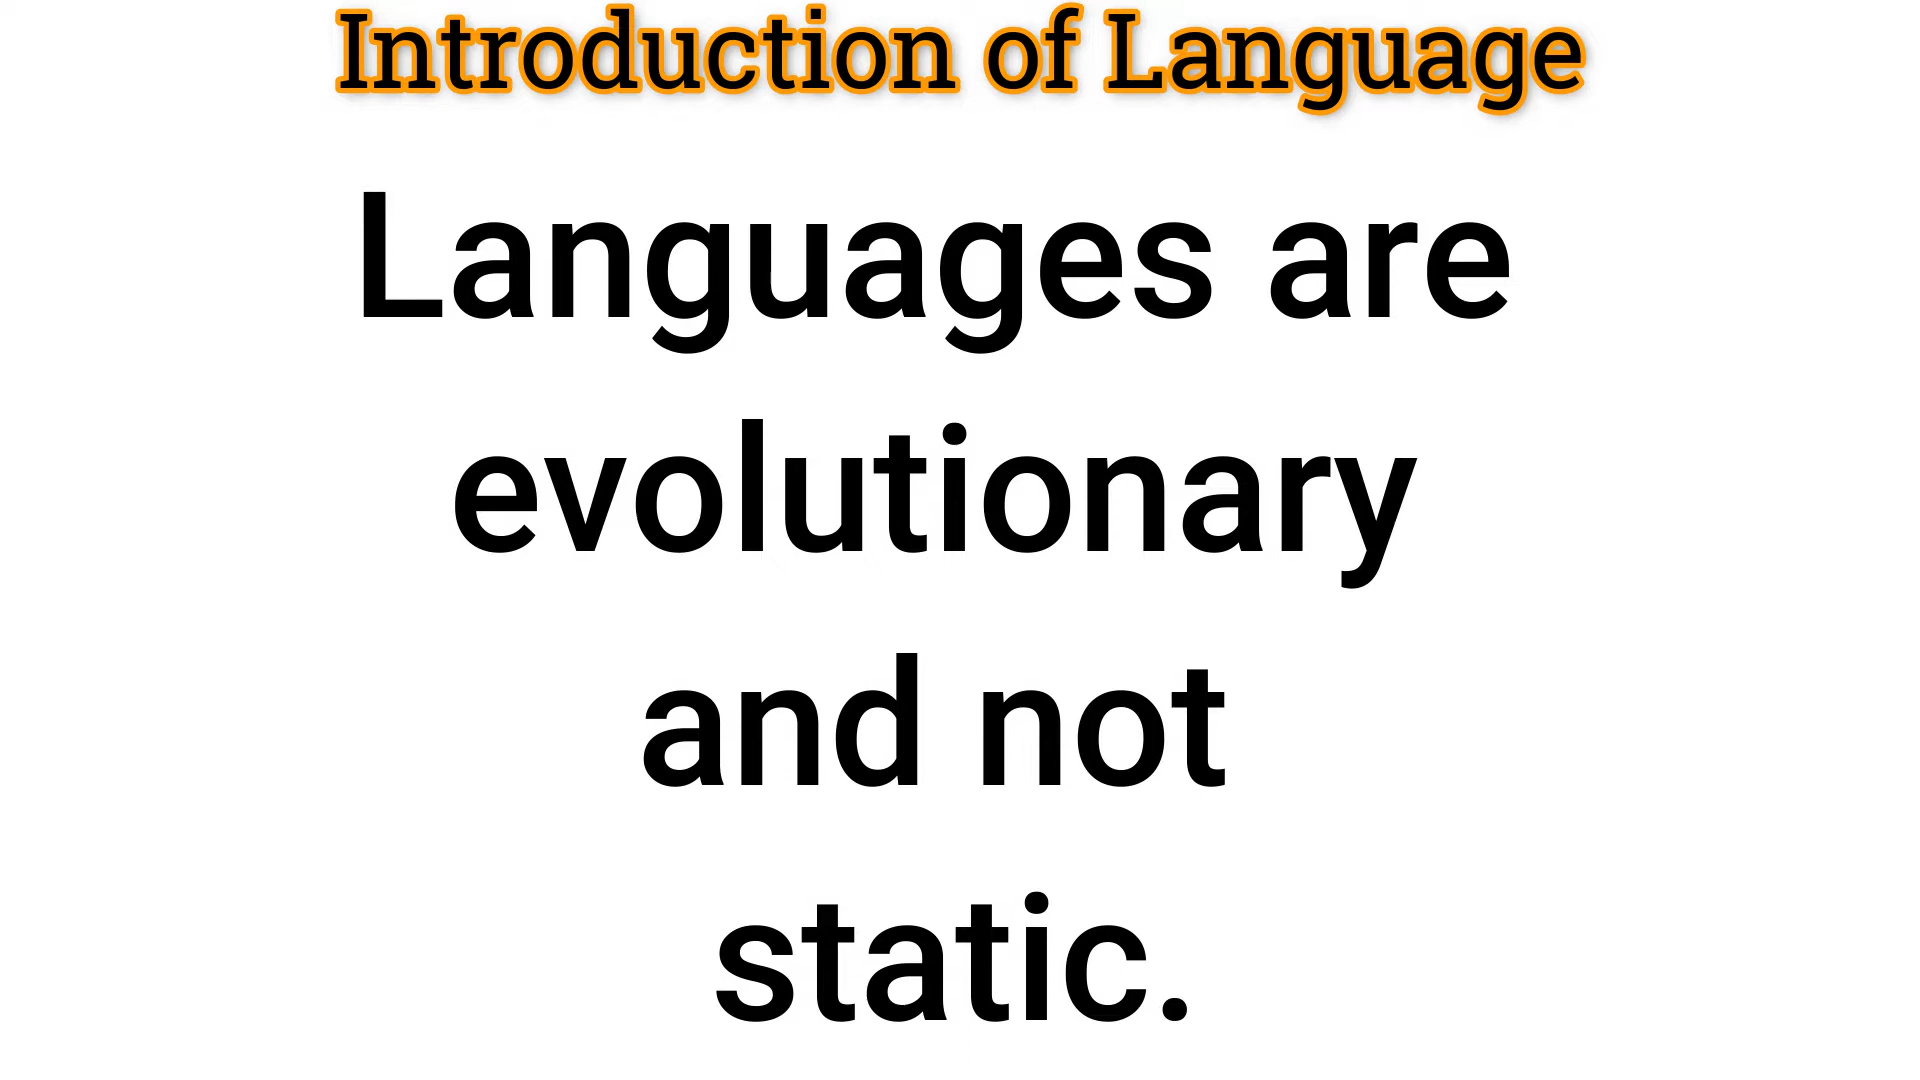 Introduction of Language
Languages are
evolutionary
and not
static.